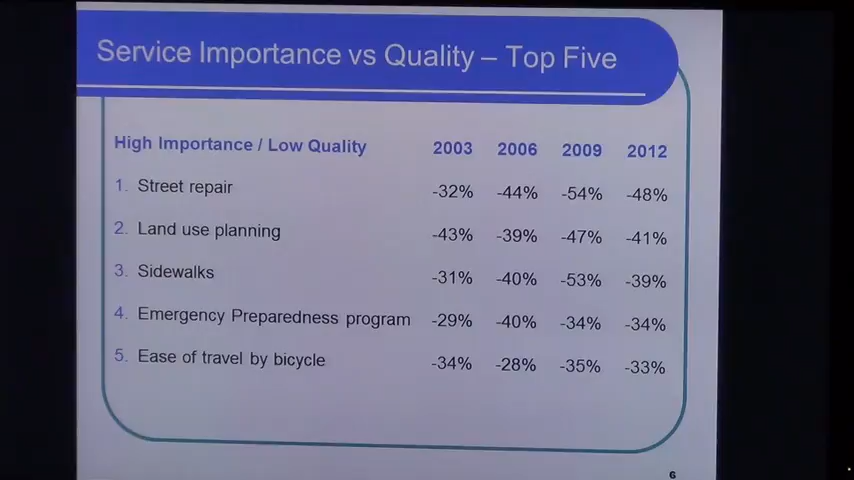 Service Importance vs Quality – Top Five
High Importance / Low Quality 2003 2006 2009 2012
1. Street repair -32% -44% -54% -48%
2. Land use planning -43% -39% -47% -41%
3. Sidewalks -31% -40% -53% -39%
4. Emergency Preparedness program -29% -40% -34% -34%
5. Ease of travel by bicycle -34% -28% -35% -33%
6